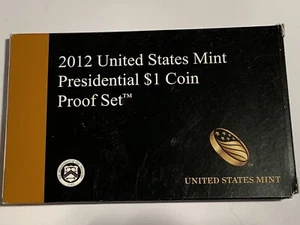 2012 United States Mint
Presidential $1 Coin
Proof Set™
UNITED STATES MINT